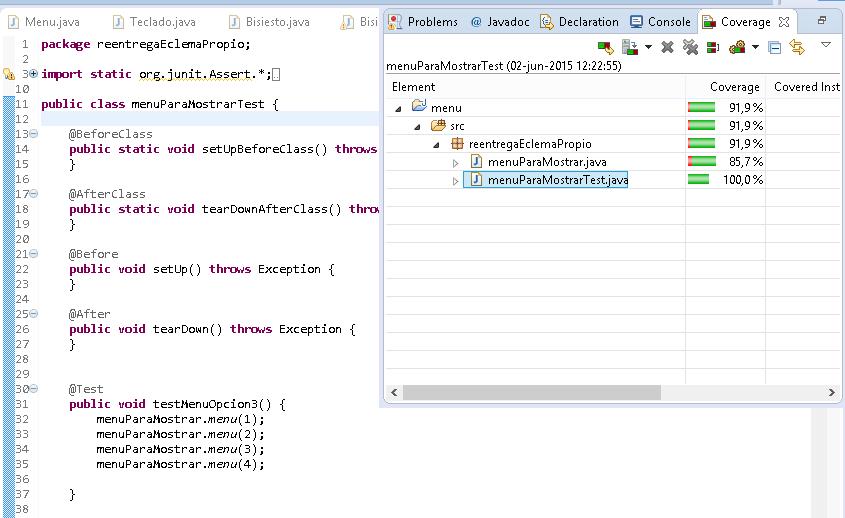 Menu.java
Teclado.java
Bisiesto.java
Bisi
1 package reentregaEclemaPropio;
2
3 import static org.junit.Assert.*;
10
11 public class menuParaMostrarTest {
12
13 @BeforeClass
14 public static void setUpBeforeClass() throws
15 }
16
17 @AfterClass
18 public static void tearDownAfterClass() throw
19 }
20
21 @Before
22 public void setUp() throws Exception {
23 }
24
25 @After
26 public void tearDown() throws Exception {
27 }
28
29
30 @Test
31 public void testMenuOpcion3() {
32 menuParaMostrar.menu(1);
33 menuParaMostrar.menu(2);
34 menuParaMostrar.menu(3);
35 menuParaMostrar.menu(4);
36
37 }
38
Problems @ Javadoc Declaration Console Coverage
menuParaMostrarTest (02-jun-2015 12:22:55)
Element Coverage Covered Inst
menu 91,9 %
src 91,9 %
reentregaEclemaPropio 91,9 %
menuParaMostrar.java 85,7 %
menuParaMostrarTest.java 100,0 %